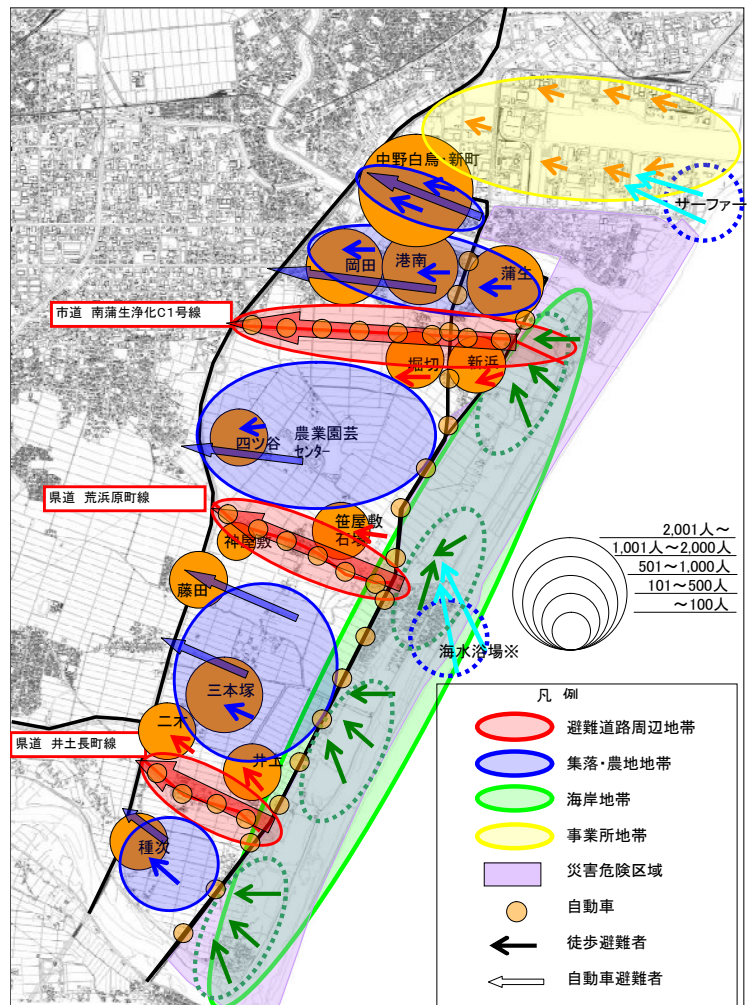 中野白鳥・新町
サーファー
岡田
港南
蒲生
市道 南蒲生浄化C1号線
堀切
新浜
四ツ谷
農業園芸
センター
県道 荒浜原町線
笹屋敷
石場
神屋敷
藤田
2,001人～
1,001人～2,000人
501～1,000人
101～500人
～100人
海水浴場※
三本塚
二木
県道 井土長町線
井土
種次
凡 例
避難道路周辺地帯
集落・農地地帯
海岸地帯
事業所地帯
災害危険区域
自動車
徒歩避難者
自動車避難者